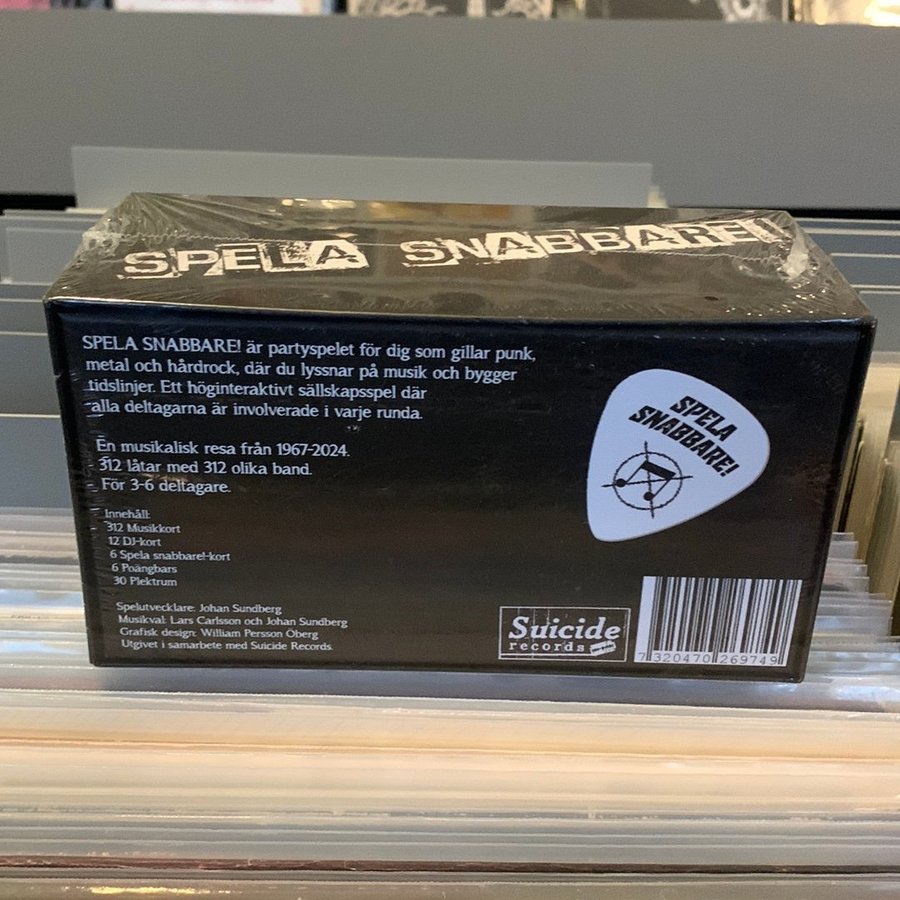 SPELA SNABBARE!
SPELA SNABBARE! är partyspelet för dig som gillar punk,
metal och hårdrock, där du lyssnar på musik och bygger
tidslinjer. Ett höginteraktivt sällskapsspel där
alla deltagarna är involverade i varje runda.
- En musikalisk resa från 1967-2024.
- 312 låtar med 312 olika band.
- För 3-6 deltagare.
Innehåll:
312 Musikkort
12 DJ-kort
6 Spela snabbare!-kort
6 Poängbars
30 Plektrum
Spelutvecklare: Johan Sundberg
Musikval: Lars Carlsson och Johan Sundberg
Grafisk design: William Persson Öberg
Utgivet i samarbete med Suicide Records.
SPELA
SNABBARE!
Suicide
records
7 320470 269749